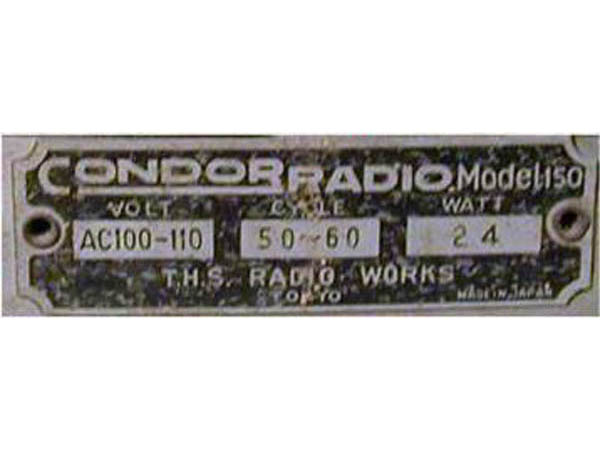 CONDOR RADIO. Model 150
VOLT CYCLE WATT
AC100-110 50~60 24
T.H.S. RADIO WORKS
TOKYO MADE IN JAPAN